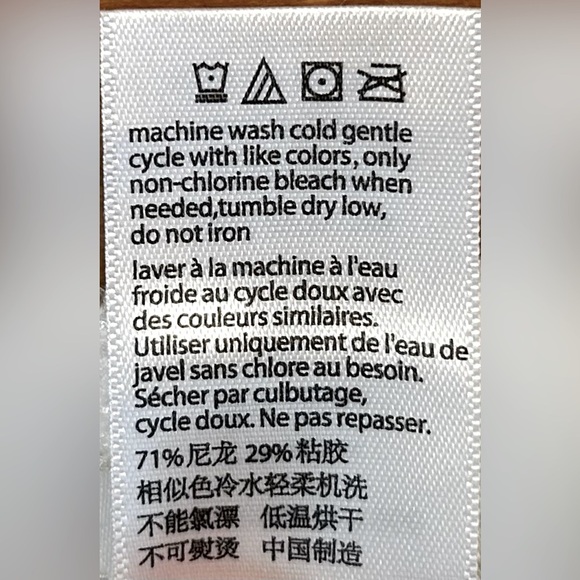 machine wash cold gentle
cycle with like colors, only
non-chlorine bleach when
needed,tumble dry low,
do not iron
laver à la machine à l'eau
froide au cycle doux avec
des couleurs similaires.
Utiliser uniquement de l'eau de
javel sans chlore au besoin.
Sécher par culbutage,
cycle doux. Ne pas repasser.
71%尼龙 29%粘胶
相似色冷水轻柔机洗
不能氯漂 低温烘干
不可熨烫 中国制造